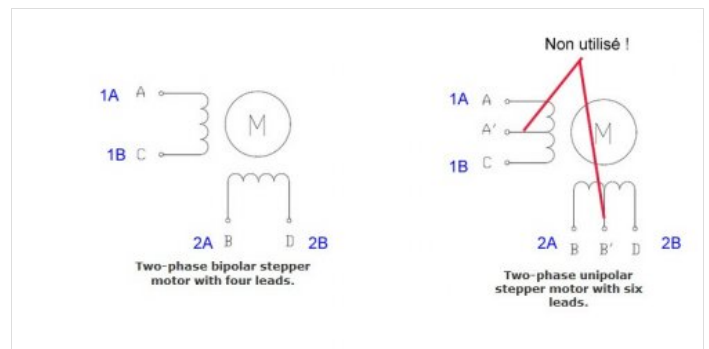 1A A
M
1B C
2A B D 2B
Two-phase bipolar stepper
motor with four leads.
Non utilisé !
1A A
A'
M
1B C
2A B B' D 2B
Two-phase unipolar
stepper motor with six
leads.